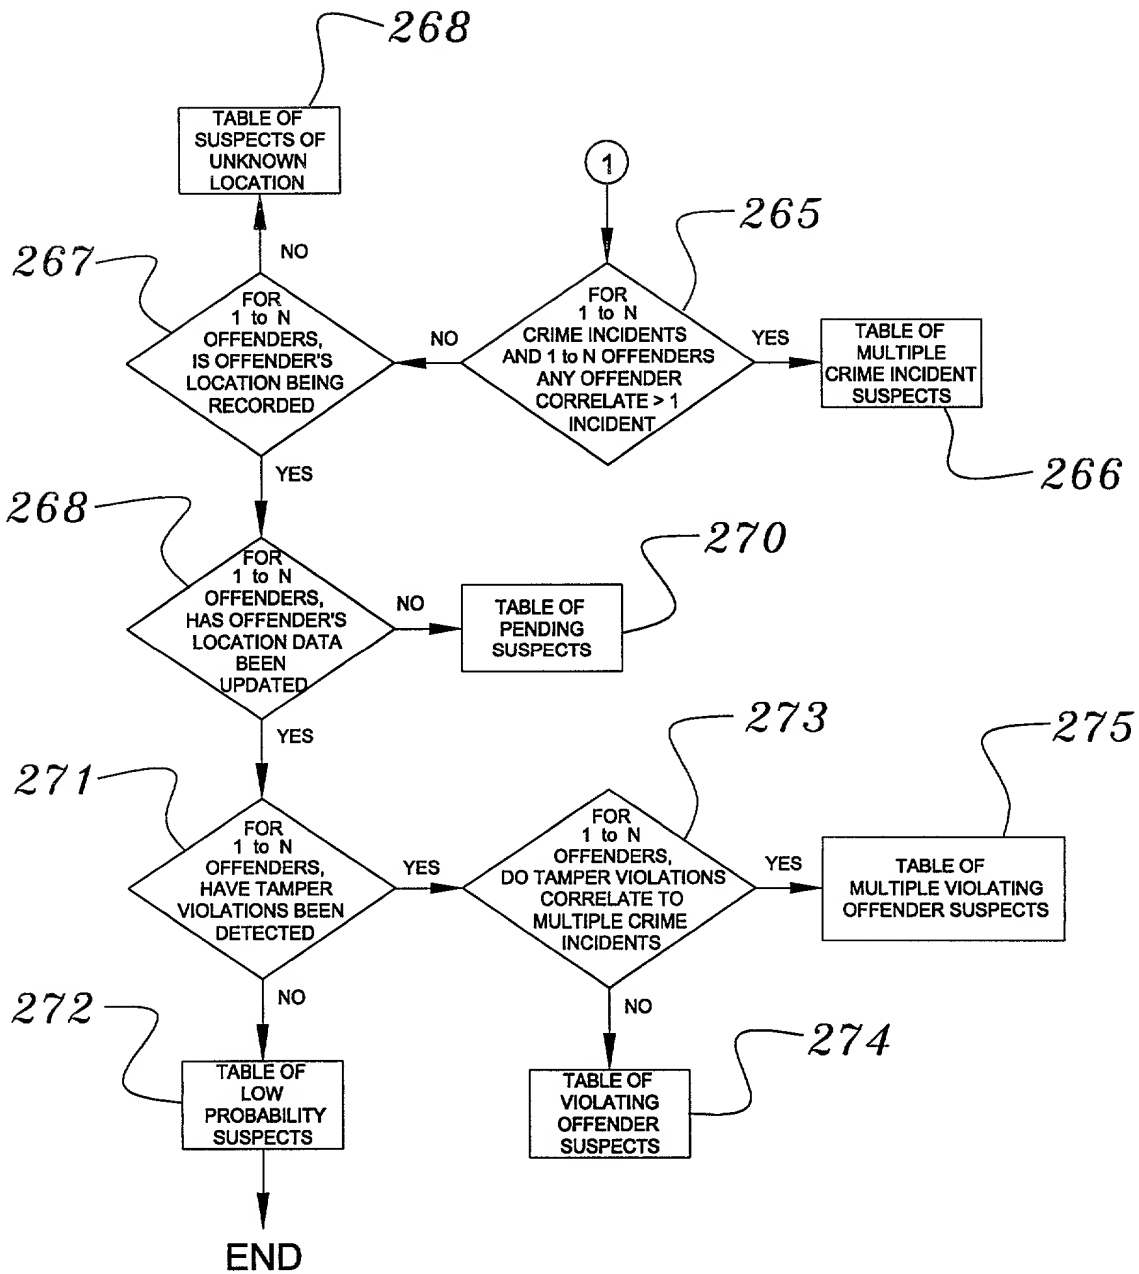 268
TABLE OF
SUSPECTS OF
UNKNOWN
LOCATION
1
265
267
NO
FOR
1 to N
OFFENDERS,
IS OFFENDER'S
LOCATION BEING
RECORDED
NO
FOR
1 to N
CRIME INCIDENTS
AND 1 to N OFFENDERS
ANY OFFENDER
CORRELATE > 1
INCIDENT
YES
TABLE OF
MULTIPLE
CRIME INCIDENT
SUSPECTS
266
YES
268
FOR
1 to N
OFFENDERS,
HAS OFFENDER'S
LOCATION DATA
BEEN
UPDATED
NO
TABLE OF
PENDING
SUSPECTS
270
YES
271
FOR
1 to N
OFFENDERS,
HAVE TAMPER
VIOLATIONS BEEN
DETECTED
YES
273
FOR
1 to N
OFFENDERS,
DO TAMPER VIOLATIONS
CORRELATE TO
MULTIPLE CRIME
INCIDENTS
YES
275
TABLE OF
MULTIPLE VIOLATING
OFFENDER SUSPECTS
NO
272
TABLE OF
LOW
PROBABILITY
SUSPECTS
NO
274
TABLE OF
VIOLATING
OFFENDER
SUSPECTS
END